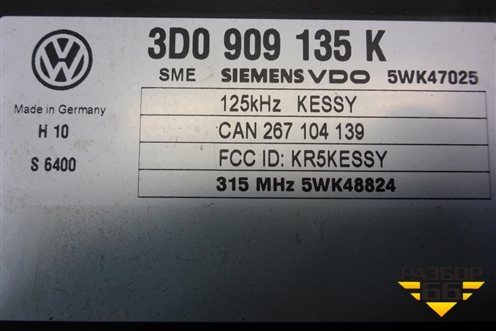 3D0 909 135 K
SME SIEMENS VDO 5WK47025
Made in Germany
H 10
S 6400
125kHz KESSY
CAN 267 104 139
FCC ID: KR5KESSY
315 MHz 5WK48824
РАЗБОР
66